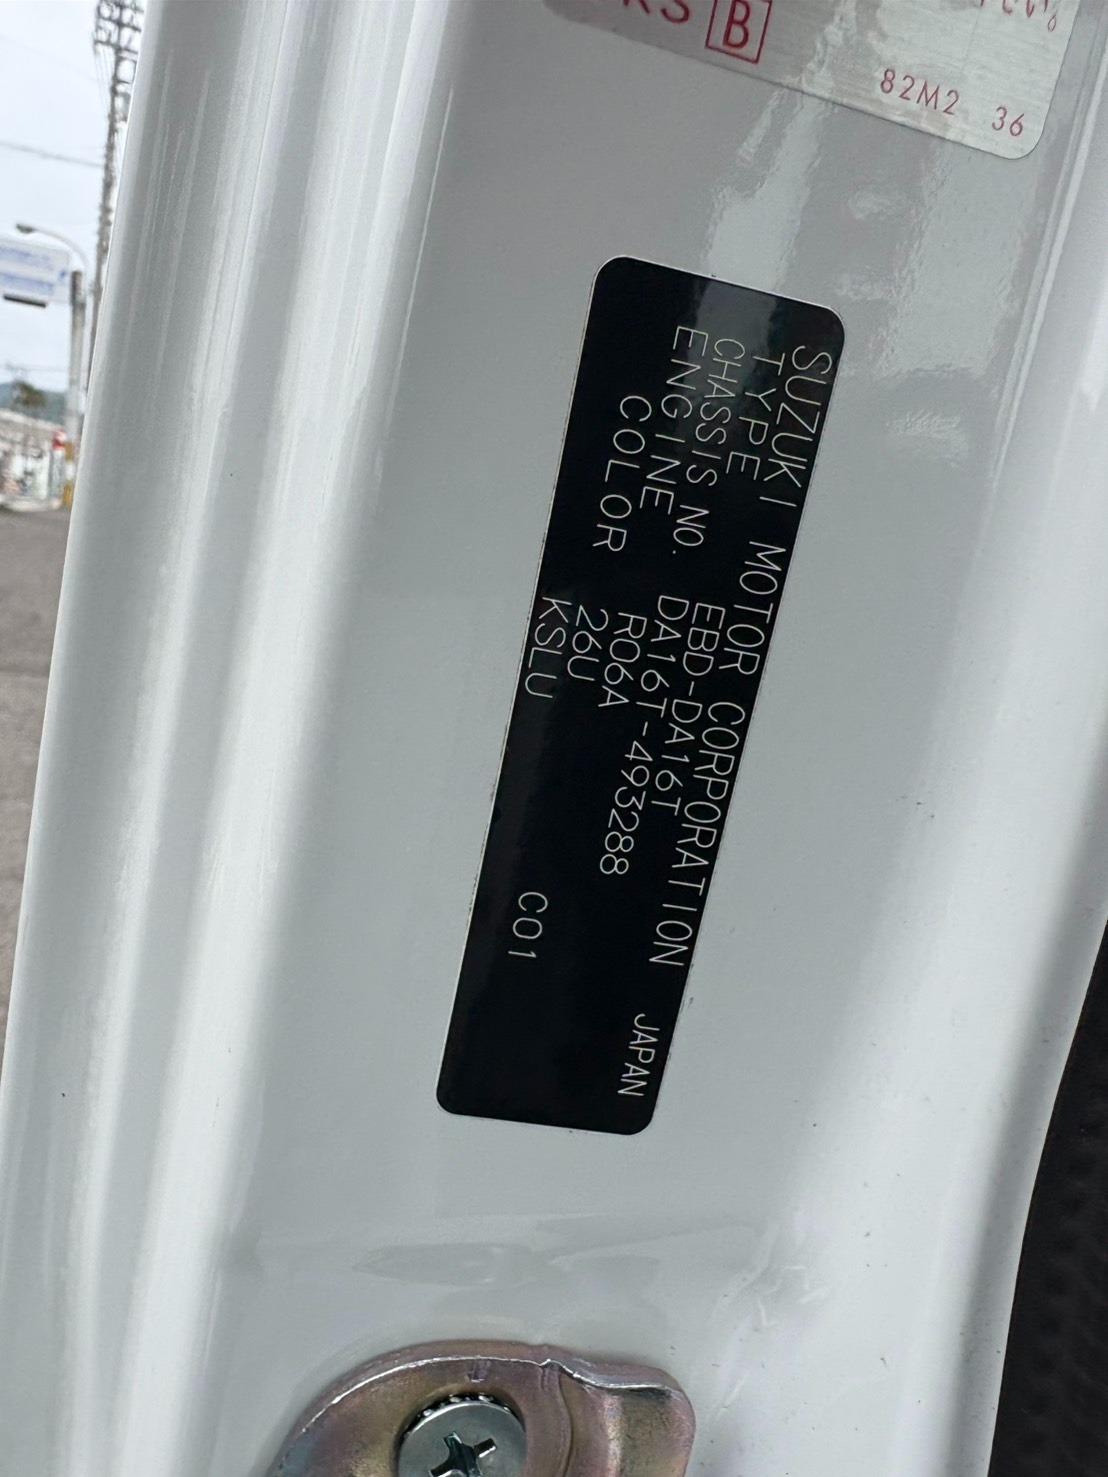 B
82M2 36
SUZUKI MOTOR CORPORATION JAPAN
TYPE EBD-DA16T
CHASSIS NO. DA16T-493288
ENGINE R06A
COLOR 26U
KSLU C01